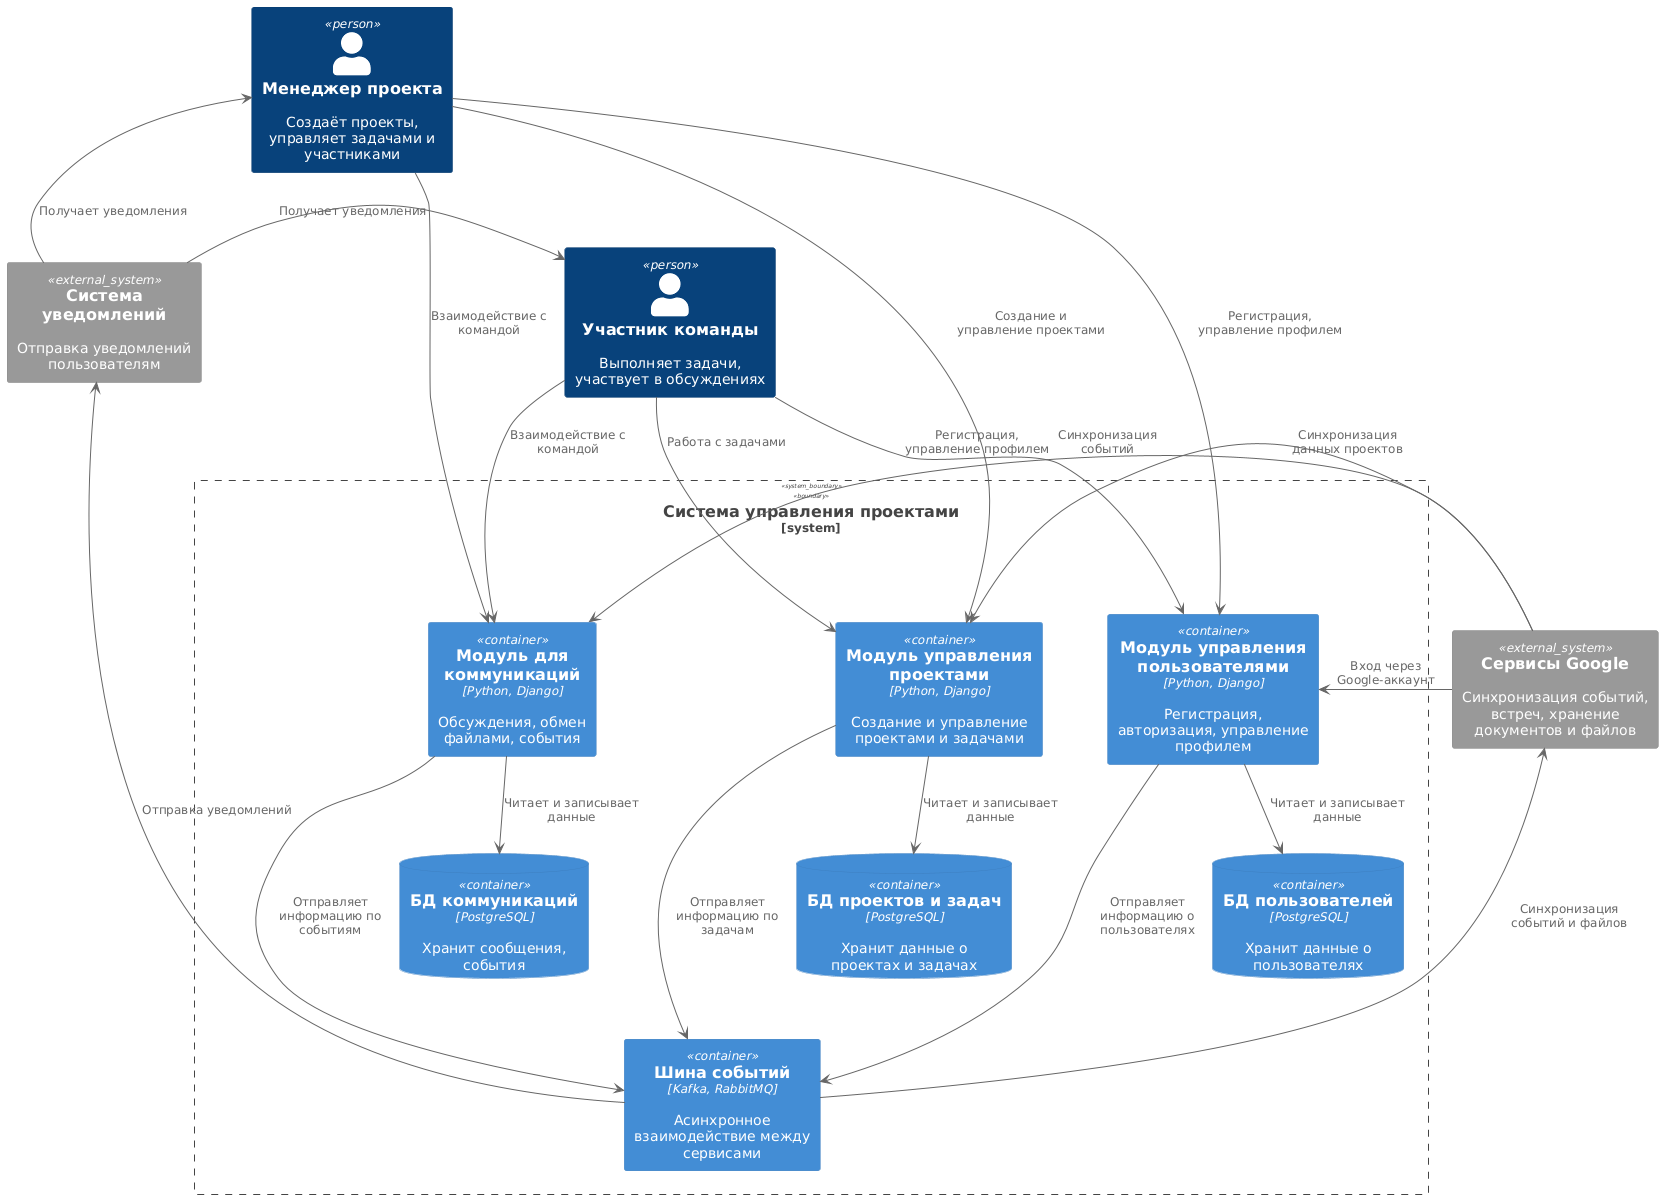 «person»
Менеджер проекта
Создаёт проекты,
управляет задачами и
участниками
Получает уведомления
Получает уведомления
«external_system»
Система
уведомлений
Отправка уведомлений
пользователям
«person»
Участник команды
Выполняет задачи,
участвует в обсуждениях
Взаимодействие с
командой
Создание и
управление проектами
Регистрация,
управление профилем
Взаимодействие с
командой
Работа с задачами
Регистрация,
управление профилем
Синхронизация
событий
Синхронизация
данных проектов
«system_boundary»
«boundary»
Система управления проектами
[system]
«container»
Модуль для
коммуникаций
[Python, Django]
Обсуждения, обмен
файлами, события
«container»
Модуль управления
проектами
[Python, Django]
Создание и управление
проектами и задачами
«container»
Модуль управления
пользователями
[Python, Django]
Регистрация,
авторизация, управление
профилем
Вход через
Google-аккаунт
«external_system»
Сервисы Google
Синхронизация событий,
встреч, хранение
документов и файлов
Отправка уведомлений
Читает и записывает
данные
Читает и записывает
данные
Читает и записывает
данные
Отправляет
информацию по
событиям
«container»
БД коммуникаций
[PostgreSQL]
Хранит сообщения,
события
Отправляет
информацию по
задачам
«container»
БД проектов и задач
[PostgreSQL]
Хранит данные о
проектах и задачах
Отправляет
информацию о
пользователях
«container»
БД пользователей
[PostgreSQL]
Хранит данные о
пользователях
Синхронизация
событий и файлов
«container»
Шина событий
[Kafka, RabbitMQ]
Асинхронное
взаимодействие между
сервисами